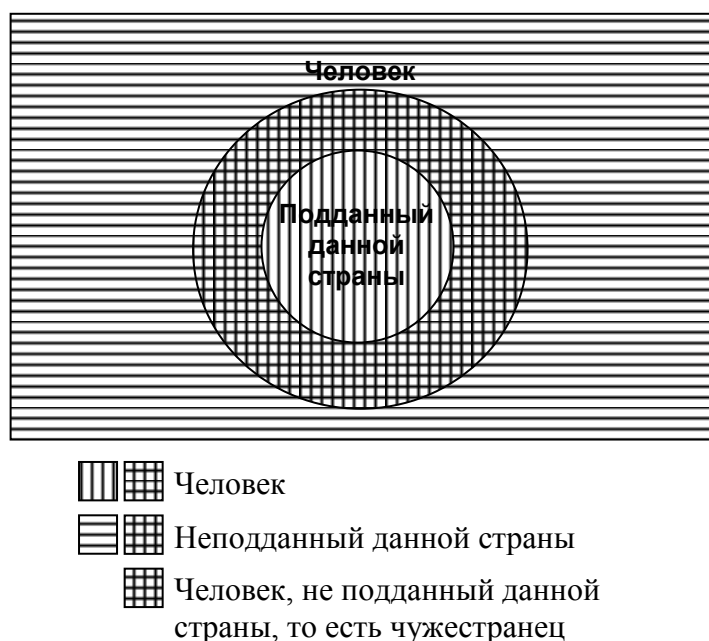 Человек
Подданный
данной
страны
Человек
Неподданный данной страны
Человек, не подданный данной
страны, то есть чужестранец